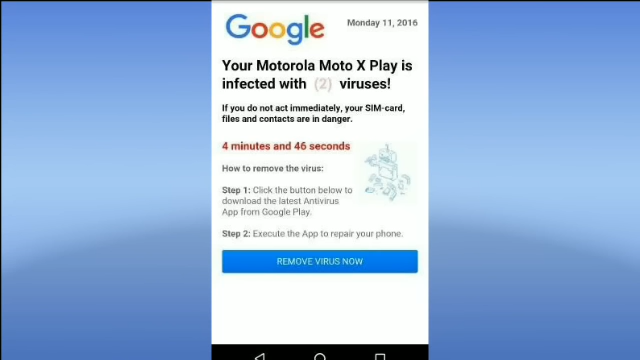 Google
Monday 11, 2016
Your Motorola Moto X Play is
infected with (2) viruses!
If you do not act immediately, your SIM-card,
files and contacts are in danger.
4 minutes and 46 seconds
How to remove the virus:
Step 1: Click the button below to
download the latest Antivirus
App from Google Play.
Step 2: Execute the App to repair your phone.
REMOVE VIRUS NOW